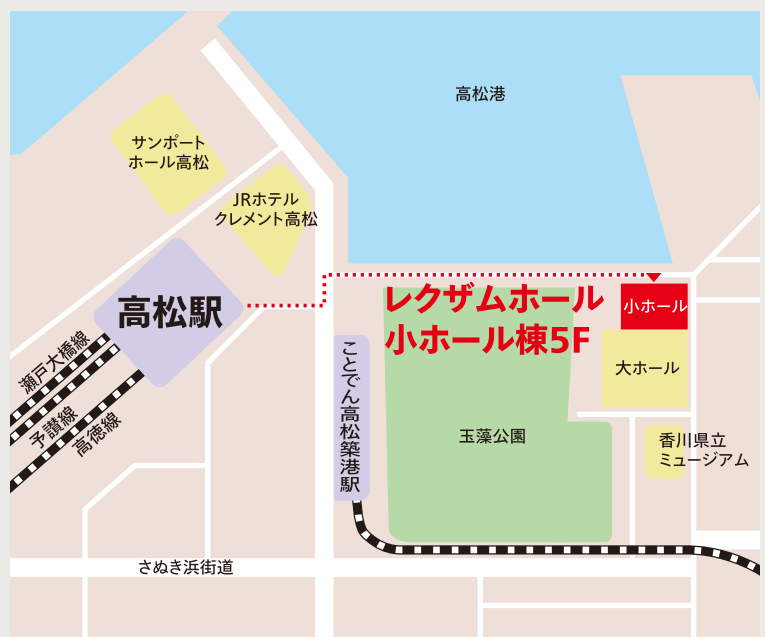 高松港
サンポート
ホール高松
JRホテル
クレメント高松
高松駅
レクザムホール
小ホール棟5F
小ホール
大ホール
瀬戸大橋線
予讃線
高徳線
ことでん高松築港駅
玉藻公園
香川県立
ミュージアム
さぬき浜街道